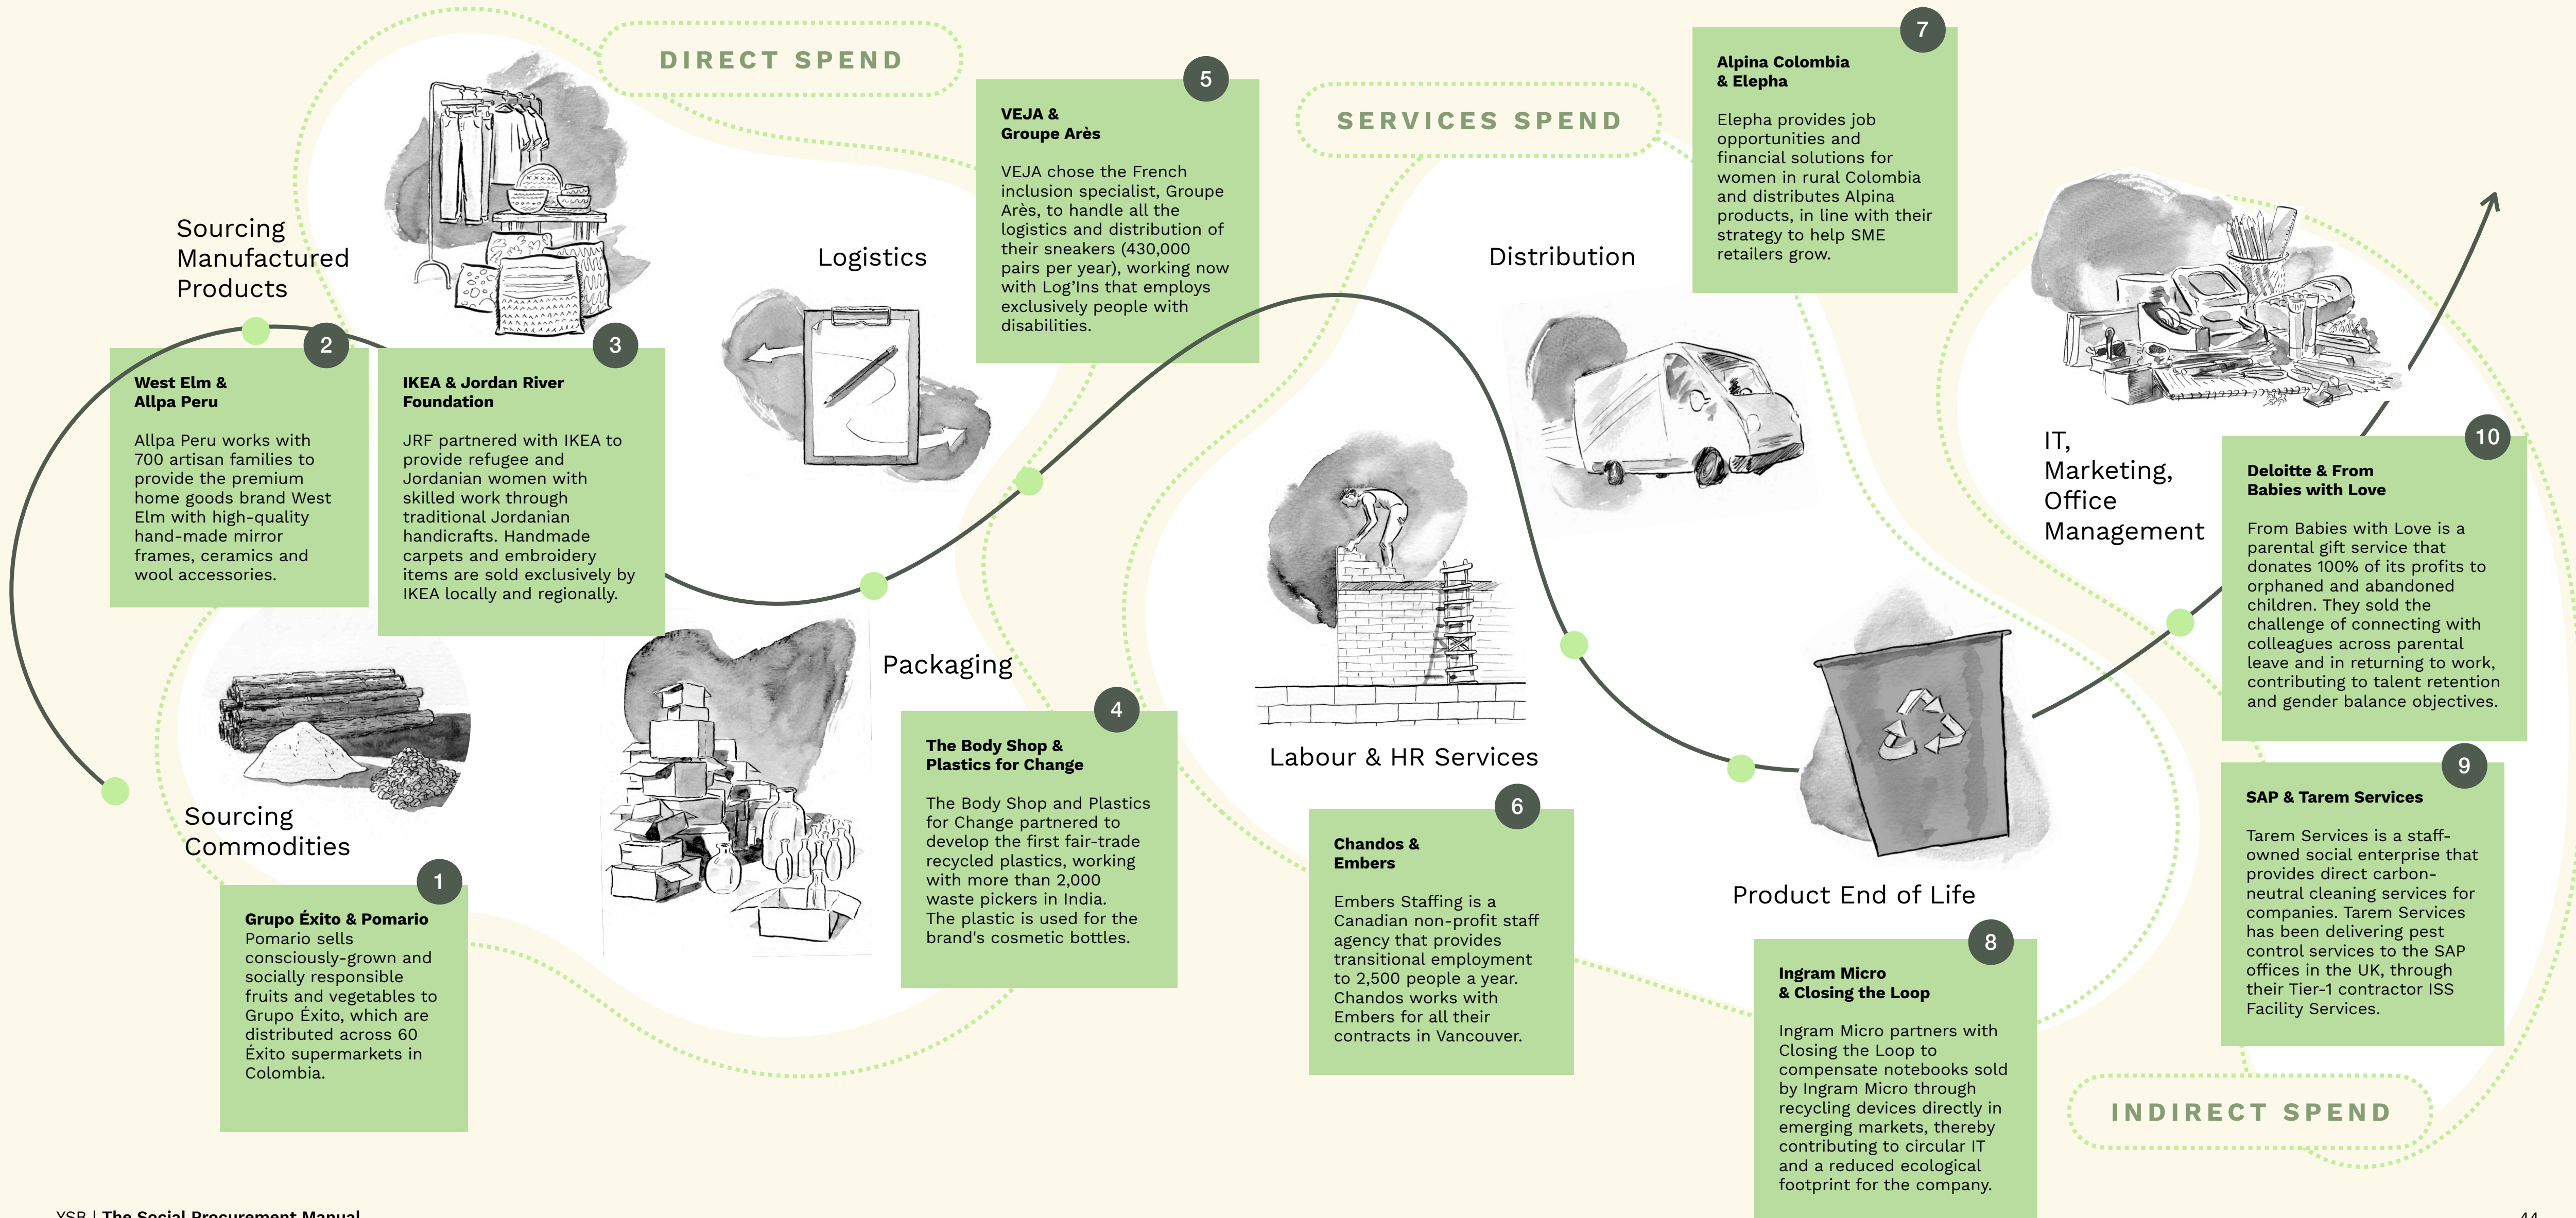 DIRECT SPEND
Sourcing
Manufactured
Products
Logistics
2
West Elm &
Allpa Peru
Allpa Peru works with
700 artisan families to
provide the premium
home goods brand West
Elm with high-quality
hand-made mirror
frames, ceramics and
wool accessories.
3
IKEA & Jordan River
Foundation
JRF partnered with IKEA to
provide refugee and
Jordanian women with
skilled work through
traditional Jordanian
handicrafts. Handmade
carpets and embroidery
items are sold exclusively by
IKEA locally and regionally.
5
VEJA &
Groupe Arès
VEJA chose the French
inclusion specialist, Groupe
Arès, to handle all the
logistics and distribution of
their sneakers (430,000
pairs per year), working now
with Log'Ins that employs
exclusively people with
disabilities.
Sourcing
Commodities
1
Grupo Éxito & Pomario
Pomario sells
consciously-grown and
socially responsible
fruits and vegetables to
Grupo Éxito, which are
distributed across 60
Éxito supermarkets in
Colombia.
Packaging
4
The Body Shop &
Plastics for Change
The Body Shop and Plastics
for Change partnered to
develop the first fair-trade
recycled plastics, working
with more than 2,000
waste pickers in India.
The plastic is used for the
brand's cosmetic bottles.
SERVICES SPEND
Distribution
7
Alpina Colombia
& Elepha
Elepha provides job
opportunities and
financial solutions for
women in rural Colombia
and distributes Alpina
products, in line with their
strategy to help SME
retailers grow.
Labour & HR Services
6
Chandos &
Embers
Embers Staffing is a
Canadian non-profit staff
agency that provides
transitional employment
to 2,500 people a year.
Chandos works with
Embers for all their
contracts in Vancouver.
Product End of Life
8
Ingram Micro
& Closing the Loop
Ingram Micro partners with
Closing the Loop to
compensate notebooks sold
by Ingram Micro through
recycling devices directly in
emerging markets, thereby
contributing to circular IT
and a reduced ecological
footprint for the company.
IT,
Marketing,
Office
Management
10
Deloitte & From
Babies with Love
From Babies with Love is a
parental gift service that
donates 100% of its profits to
orphaned and abandoned
children. They sold the
challenge of connecting with
colleagues across parental
leave and in returning to work,
contributing to talent retention
and gender balance objectives.
9
SAP & Tarem Services
Tarem Services is a staff-
owned social enterprise that
provides direct carbon-
neutral cleaning services for
companies. Tarem Services
has been delivering pest
control services to the SAP
offices in the UK, through
their Tier-1 contractor ISS
Facility Services.
INDIRECT SPEND
YSB | The Social Procurement Manual
44